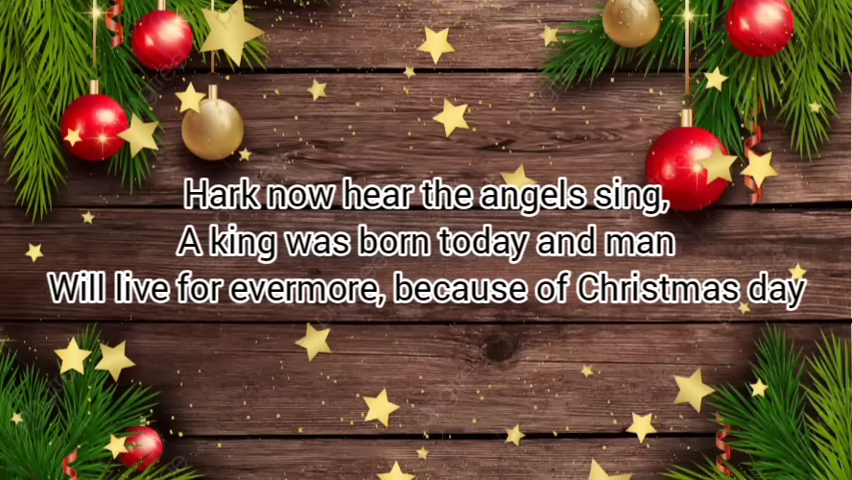 Hark now hear the angels sing,
A king was born today and man
Will live for evermore, because of Christmas day